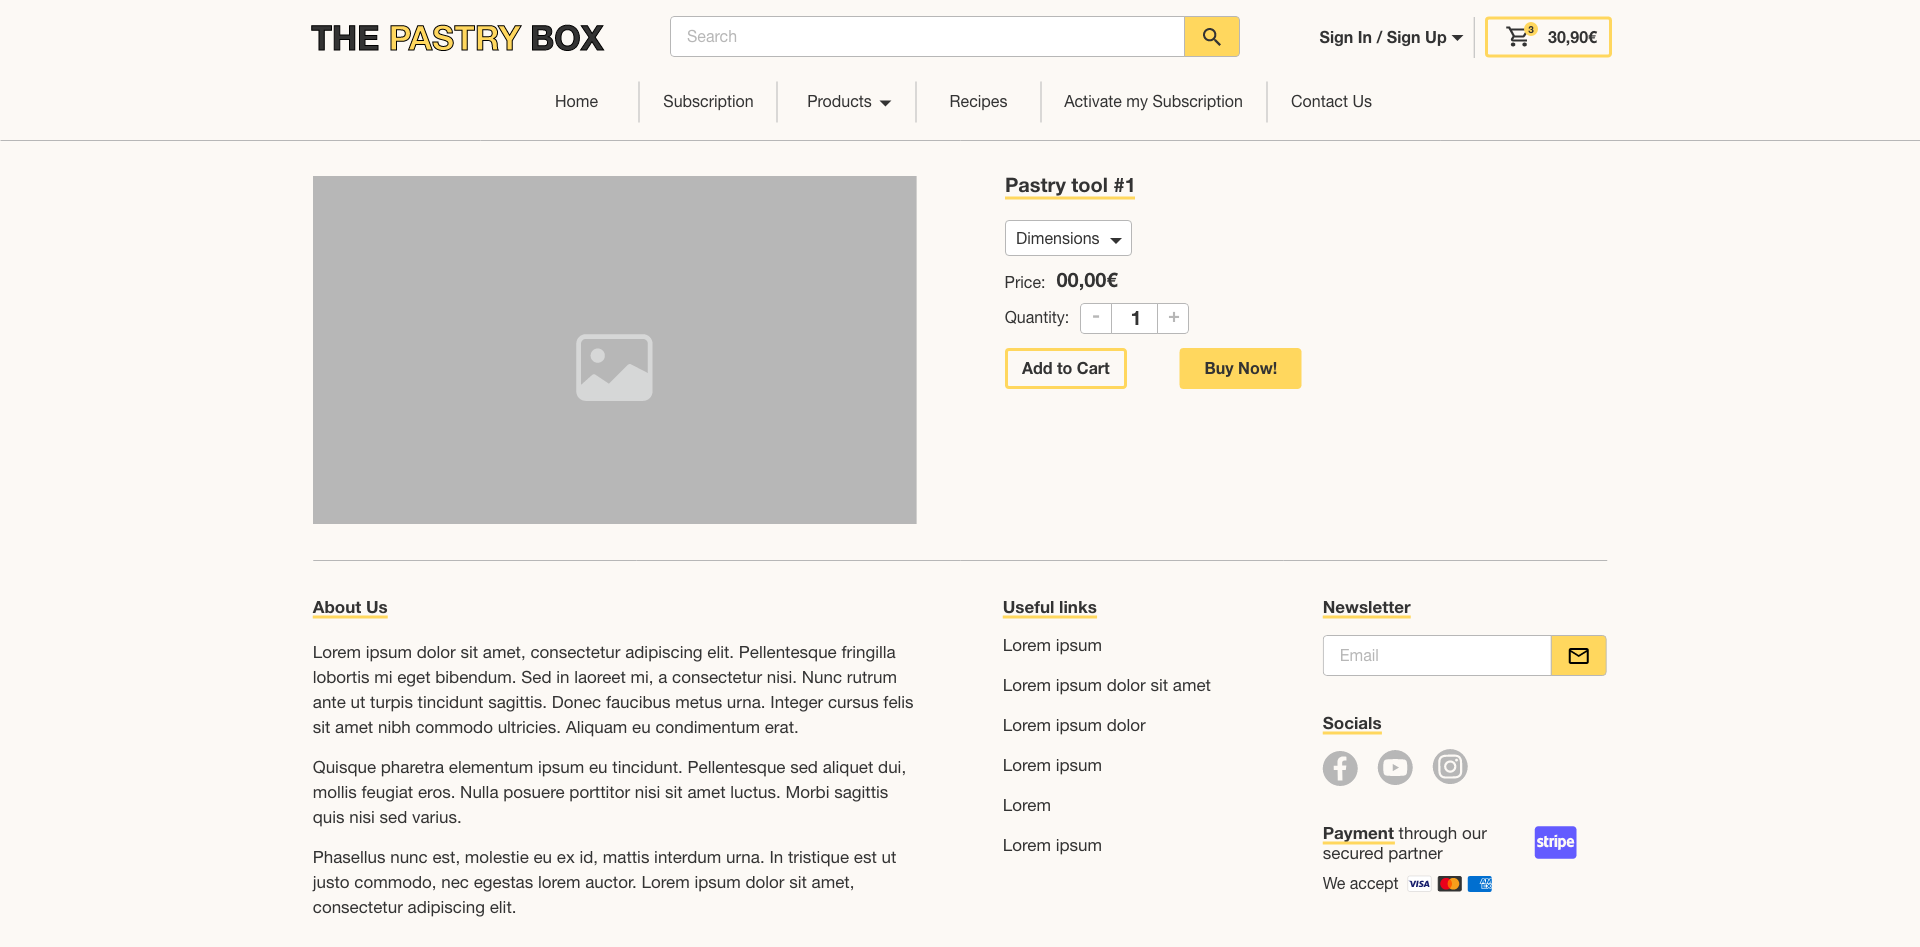 THE PASTRY BOX
Search
Sign In / Sign Up
3
30,90€
Home
Subscription
Products
Recipes
Activate my Subscription
Contact Us
Pastry tool #1
Dimensions
Price: 00,00€
Quantity: - 1 +
Add to Cart
Buy Now!
About Us
Lorem ipsum dolor sit amet, consectetur adipiscing elit. Pellentesque fringilla
lobortis mi eget bibendum. Sed in laoreet mi, a consectetur nisi. Nunc rutrum
ante ut turpis tincidunt sagittis. Donec faucibus metus urna. Integer cursus felis
sit amet nibh commodo ultricies. Aliquam eu condimentum erat.
Quisque pharetra elementum ipsum eu tincidunt. Pellentesque sed aliquet dui,
mollis feugiat eros. Nulla posuere porttitor nisi sit amet luctus. Morbi sagittis
quis nisi sed varius.
Phasellus nunc est, molestie eu ex id, mattis interdum urna. In tristique est ut
justo commodo, nec egestas lorem auctor. Lorem ipsum dolor sit amet,
consectetur adipiscing elit.
Useful links
Lorem ipsum
Lorem ipsum dolor sit amet
Lorem ipsum dolor
Lorem ipsum
Lorem
Lorem ipsum
Newsletter
Email
Socials
Payment through our
secured partner
stripe
We accept VISA AM EX